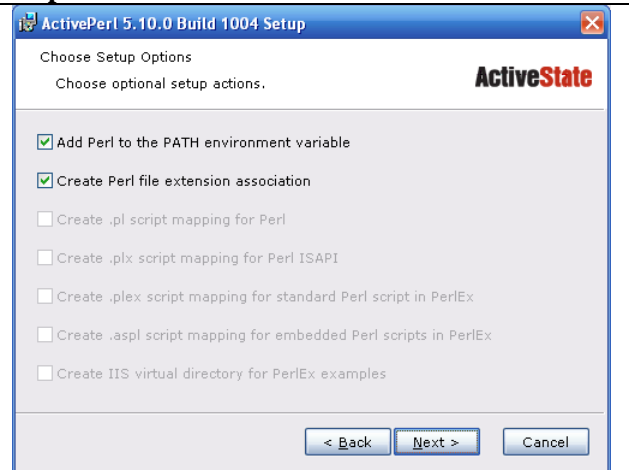 ActivePerl 5.10.0 Build 1004 Setup
Choose Setup Options
Choose optional setup actions.
ActiveState
Add Perl to the PATH environment variable
Create Perl file extension association
Create .pl script mapping for Perl
Create .plx script mapping for Perl ISAPI
Create .plex script mapping for standard Perl script in PerlEx
Create .aspl script mapping for embedded Perl scripts in PerlEx
Create IIS virtual directory for PerlEx examples
< Back Next > Cancel